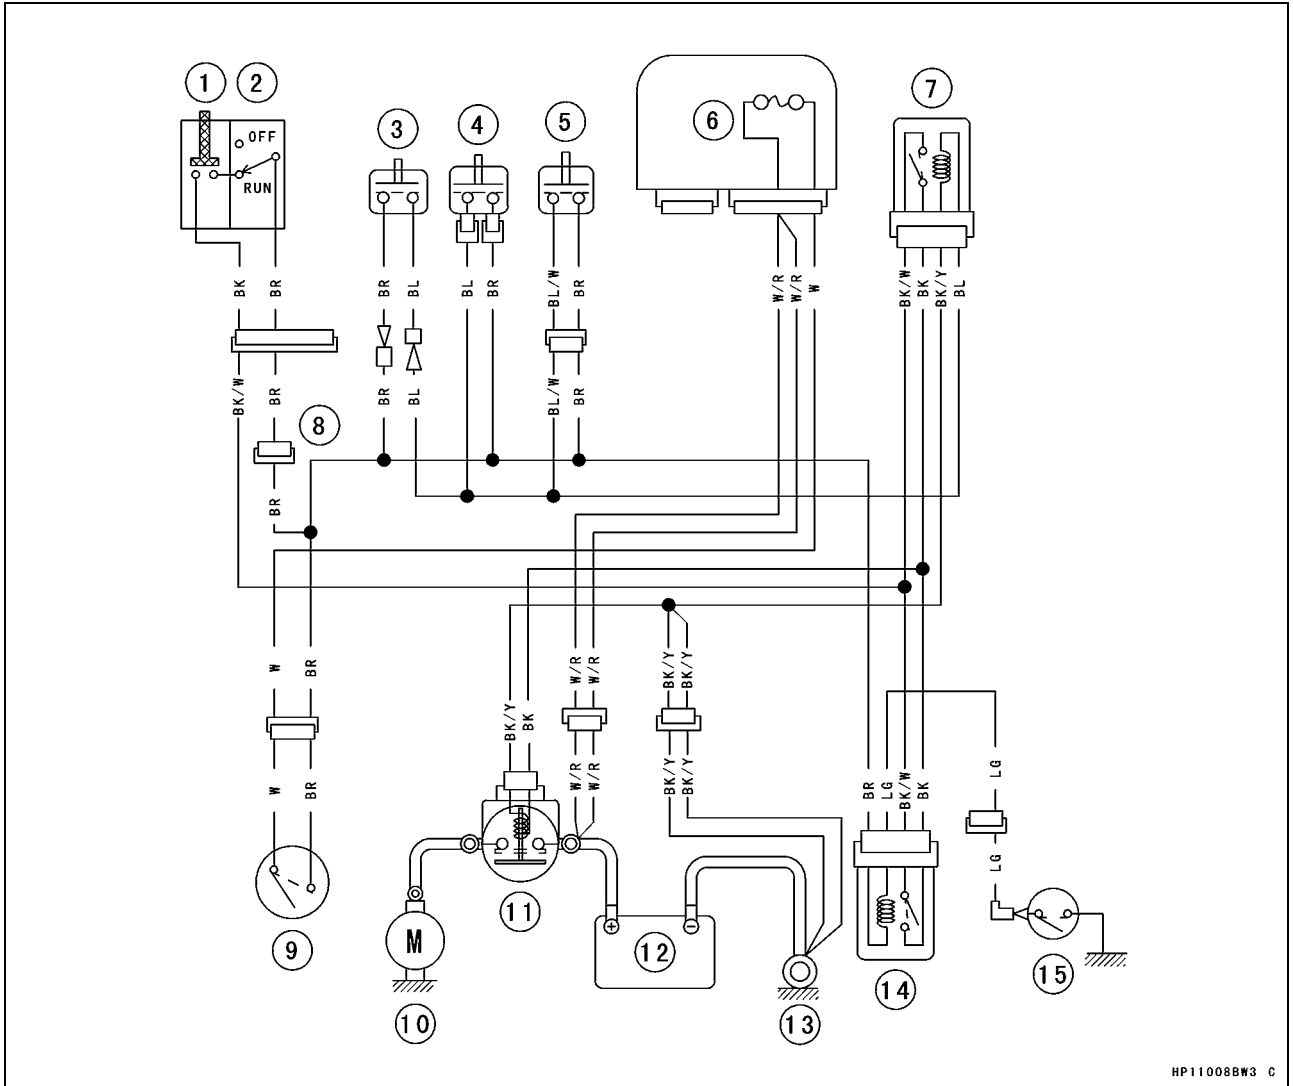 1 2
3
4
5
6
7
OFF
RUN
BK BR
BR BL
BL BR
BL/W BR
W/R W/R W
BK/W BK BK/Y BL
BK/W BR
BR BL
BL/W BR
8
BR
W BR
W/R W/R
BK/Y BK/Y
BK/Y BK
W BR
W/R W/R
BK/Y BK/Y
BR LG BK/W BK
LG
LG
9
M
10
11
+ −
12
13
14
15
HP11008BW3 C